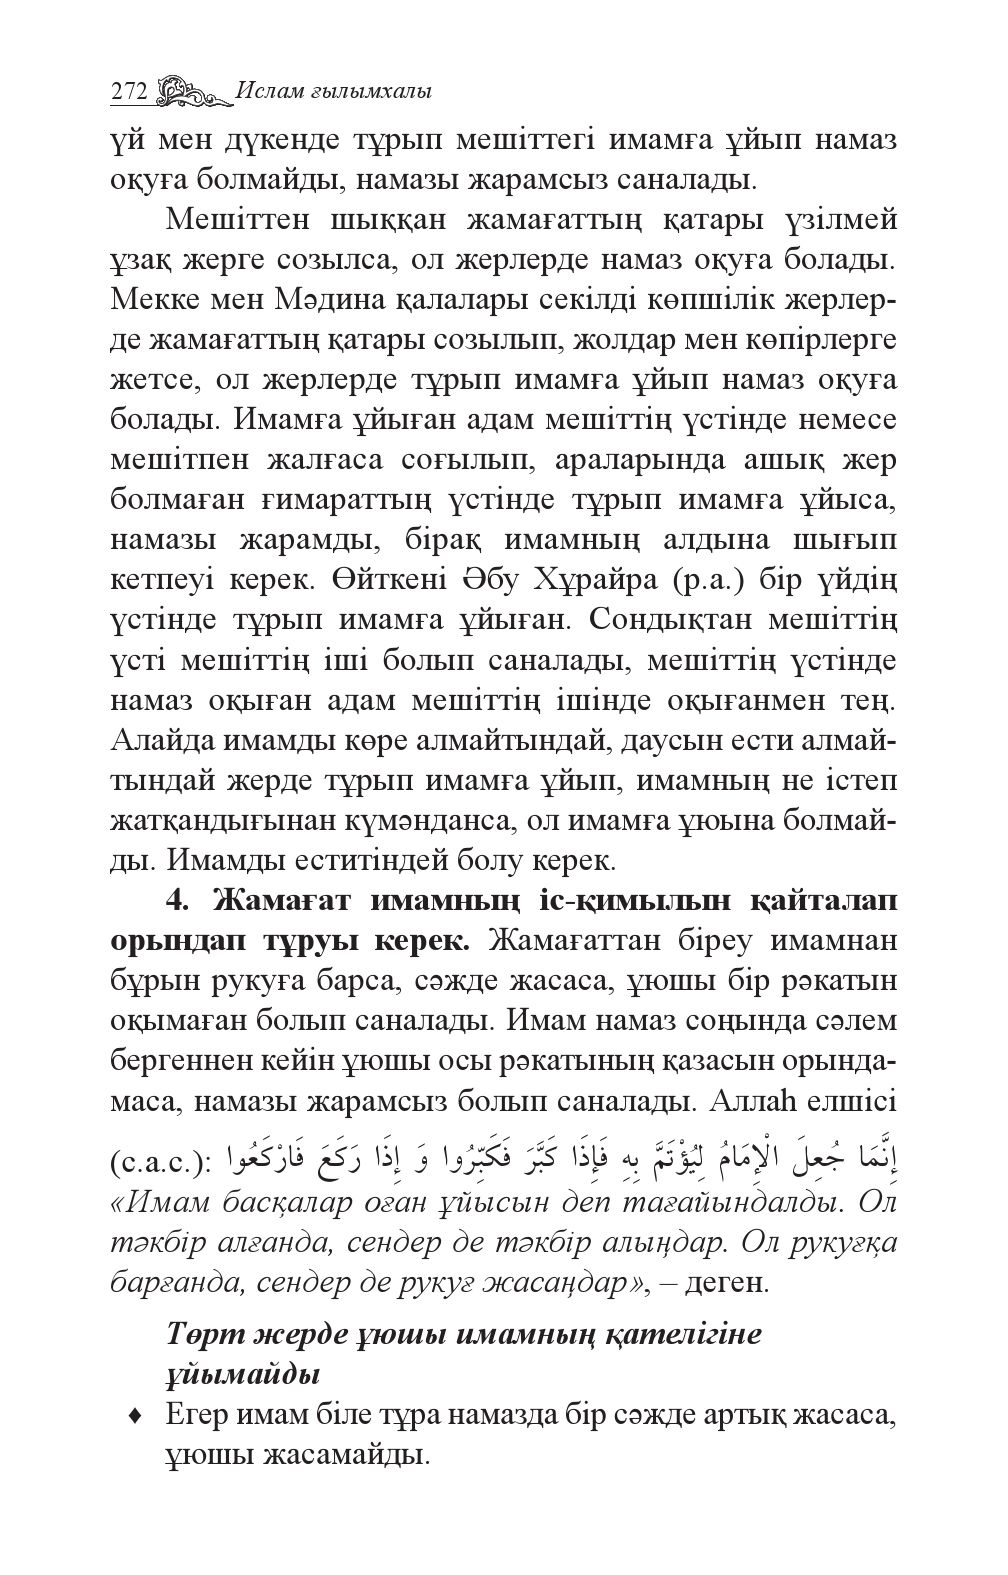 272 Ислам ғылымхалы
үй мен дүкенде тұрып мешіттегі имамға ұйып намаз
оқуға болмайды, намазы жарамсыз саналады.
Мешіттен шыққан жамағаттың қатары үзілмей
ұзақ жерге созылса, ол жерлерде намаз оқуға болады.
Мекке мен Мәдина қалалары секілді көпшілік жерлер-
де жамағаттың қатары созылып, жолдар мен көпірлерге
жетсе, ол жерлерде тұрып имамға ұйып намаз оқуға
болады. Имамға ұйыған адам мешіттің үстінде немесе
мешітпен жалғаса соғылып, араларында ашық жер
болмаған ғимараттың үстінде тұрып имамға ұйыса,
намазы жарамды, бірақ имамның алдына шығып
кетпеуі керек. Өйткені Әбу Хұрайра (р.а.) бір үйдің
үстінде тұрып имамға ұйыған. Сондықтан мешіттің
үсті мешіттің іші болып саналады, мешіттің үстінде
намаз оқыған адам мешіттің ішінде оқығанмен тең.
Алайда имамды көре алмайтындай, даусын ести алмай-
тындай жерде тұрып имамға ұйып, имамның не істеп
жатқандығынан күмәнданса, ол имамға ұюына болмай-
ды. Имамды еститіндей болу керек.
4. Жамағат имамның іс-қимылын қайталап
орындап тұруы керек. Жамағаттан біреу имамнан
бұрын рукуға барса, сәжде жасаса, ұюшы бір рәкатын
оқымаған болып саналады. Имам намаз соңында сәлем
бергеннен кейін ұюшы осы рәкатының қазасын орында-
маса, намазы жарамсыз болып саналады. Аллаһ елшісі
(с.а.с.): إِنَّمَا جُعِلَ الْإِمَامُ لِيُؤْتَمَّ بِهِ فَإِذَا كَبَّرَ فَكَبِّرُوا وَ إِذَا رَكَعَ فَارْكَعُوا
«Имам басқалар оған ұйысын деп тағайындалды. Ол
тәкбір алғанда, сендер де тәкбір алыңдар. Ол рукуғқа
барғанда, сендер де рукуғ жасаңдар», – деген.
Төрт жерде ұюшы имамның қателігіне
ұйымайды
♦ Егер имам біле тұра намазда бір сәжде артық жасаса,
ұюшы жасамайды.